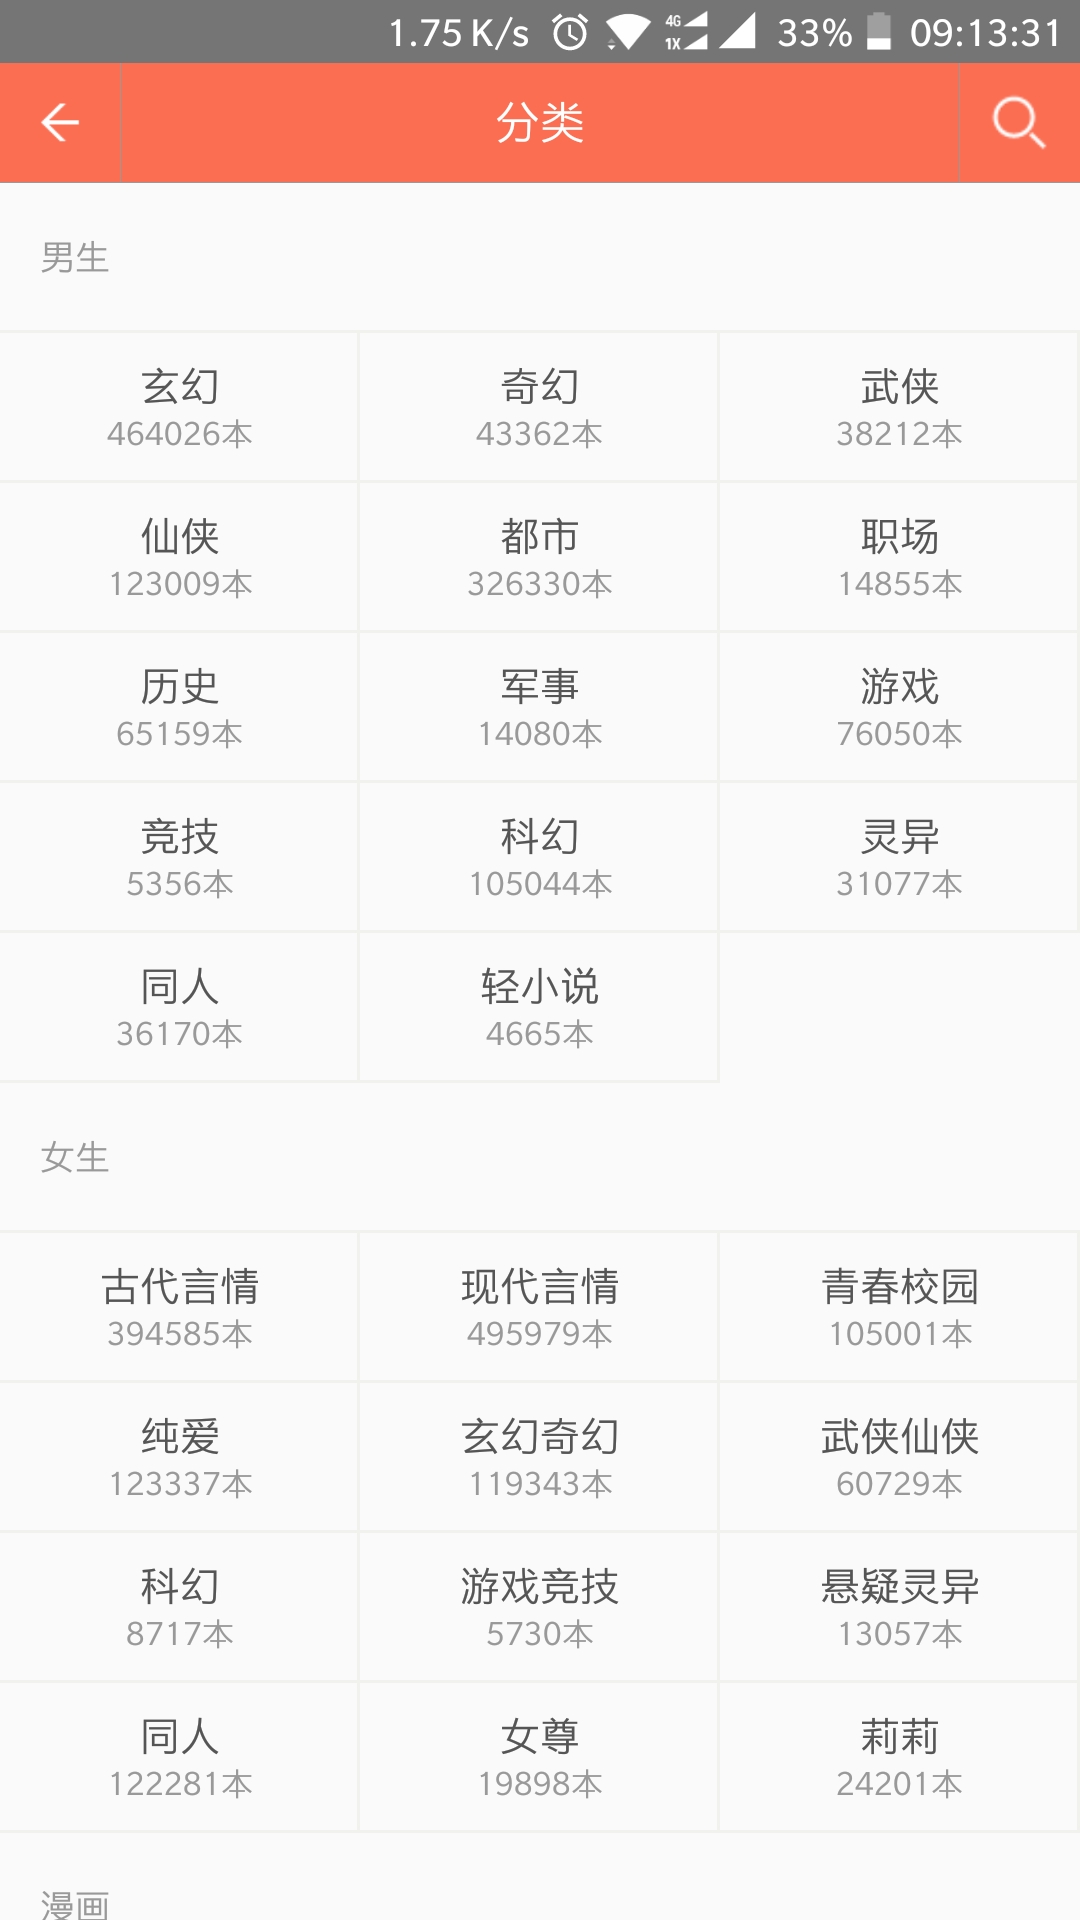 1.75 K/s 4G 1X 33% 09:13:31
分类
男生
玄幻 奇幻 武侠
464026本 43362本 38212本
仙侠 都市 职场
123009本 326330本 14855本
历史 军事 游戏
65159本 14080本 76050本
竞技 科幻 灵异
5356本 105044本 31077本
同人 轻小说
36170本 4665本
女生
古代言情 现代言情 青春校园
394585本 495979本 105001本
纯爱 玄幻奇幻 武侠仙侠
123337本 119343本 60729本
科幻 游戏竞技 悬疑灵异
8717本 5730本 13057本
同人 女尊 莉莉
122281本 19898本 24201本
漫画